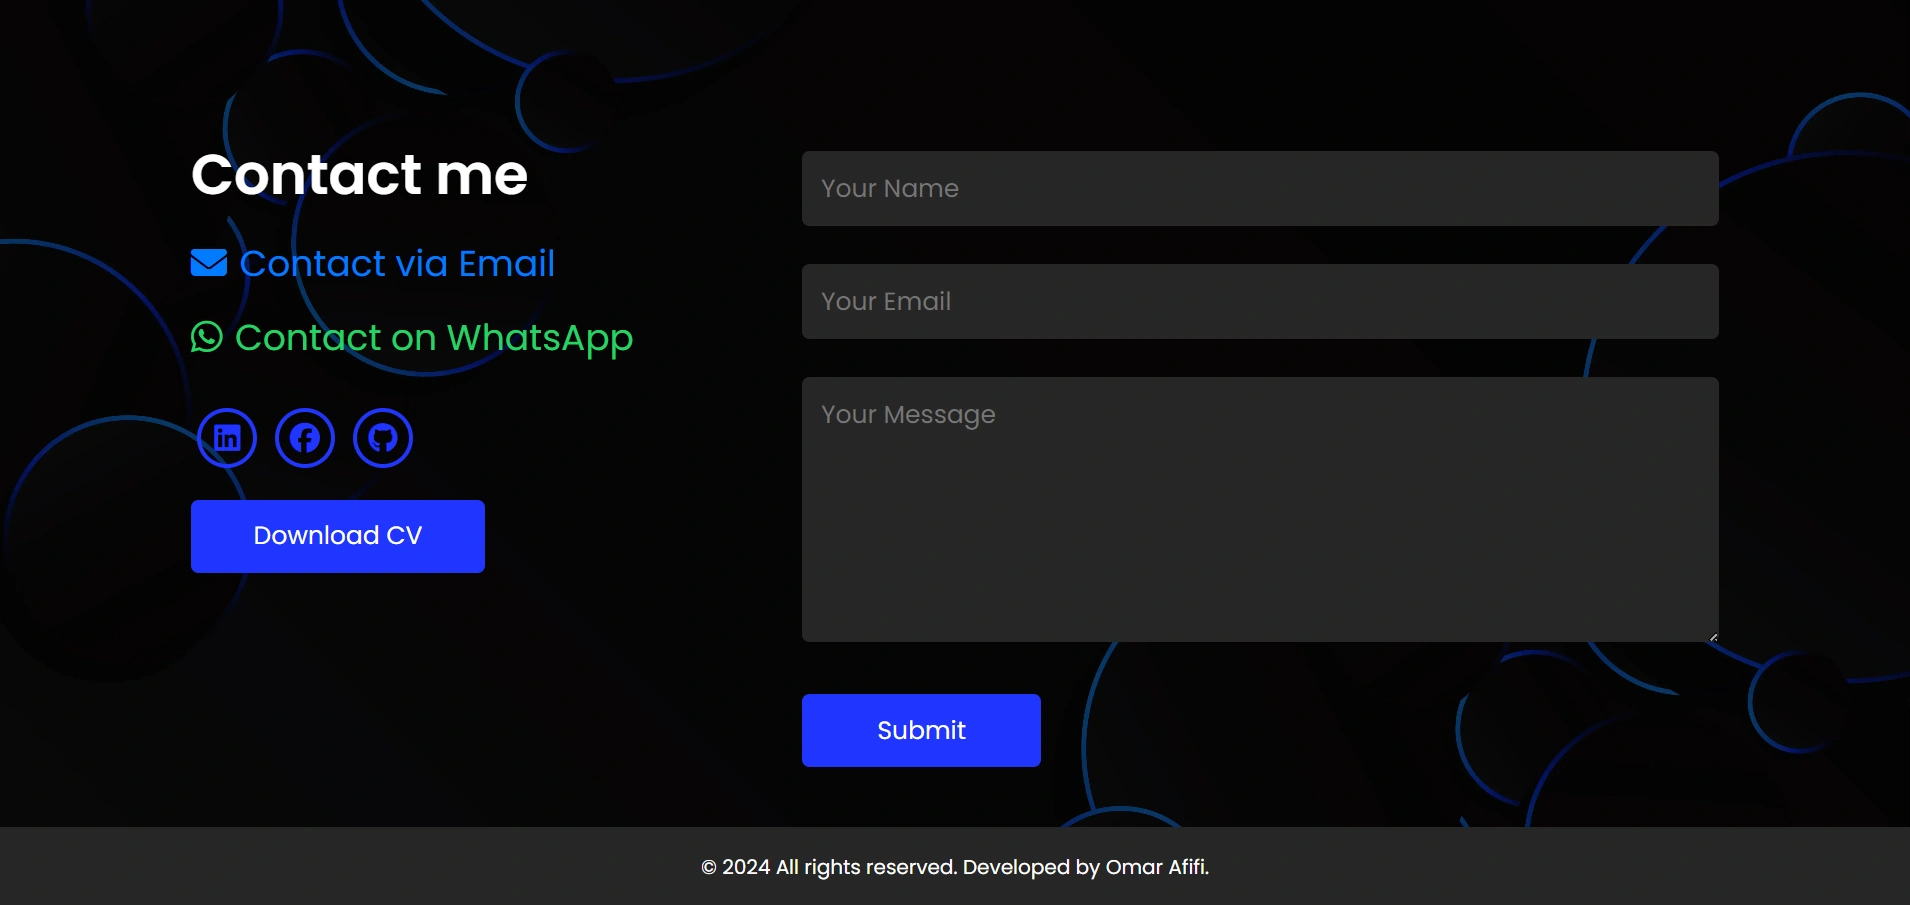 Contact me
Contact via Email
Contact on WhatsApp
Download CV
Your Name
Your Email
Your Message
Submit
© 2024 All rights reserved. Developed by Omar Afifi.